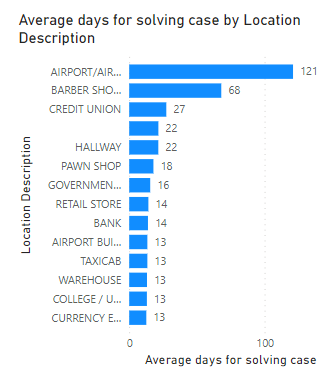 Average days for solving case by Location
Description
AIRPORT/AIR... 121
BARBER SHO... 68
CREDIT UNION 27
22
HALLWAY 22
PAWN SHOP 18
GOVERNMEN... 16
RETAIL STORE 14
BANK 14
AIRPORT BUI... 13
TAXICAB 13
WAREHOUSE 13
COLLEGE / U... 13
CURRENCY E... 13
Location Description
0 100
Average days for solving case